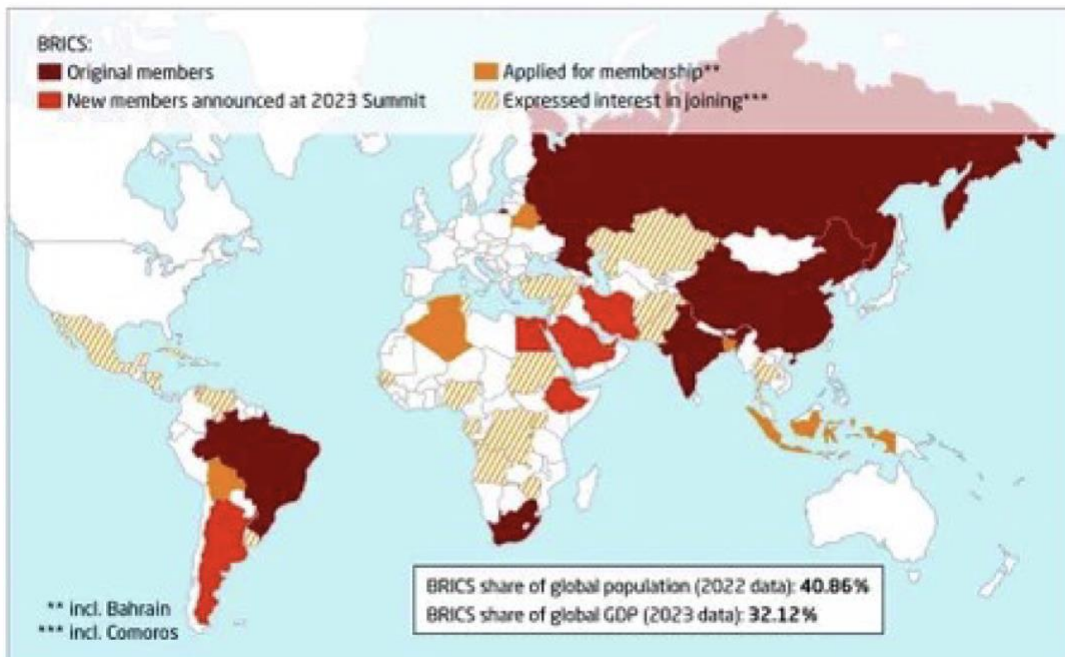 BRICS:
Original members
New members announced at 2023 Summit
Applied for membership**
Expressed interest in joining***
** incl. Bahrain
*** incl. Comoros
BRICS share of global population (2022 data): 40.86%
BRICS share of global GDP (2023 data): 32.12%